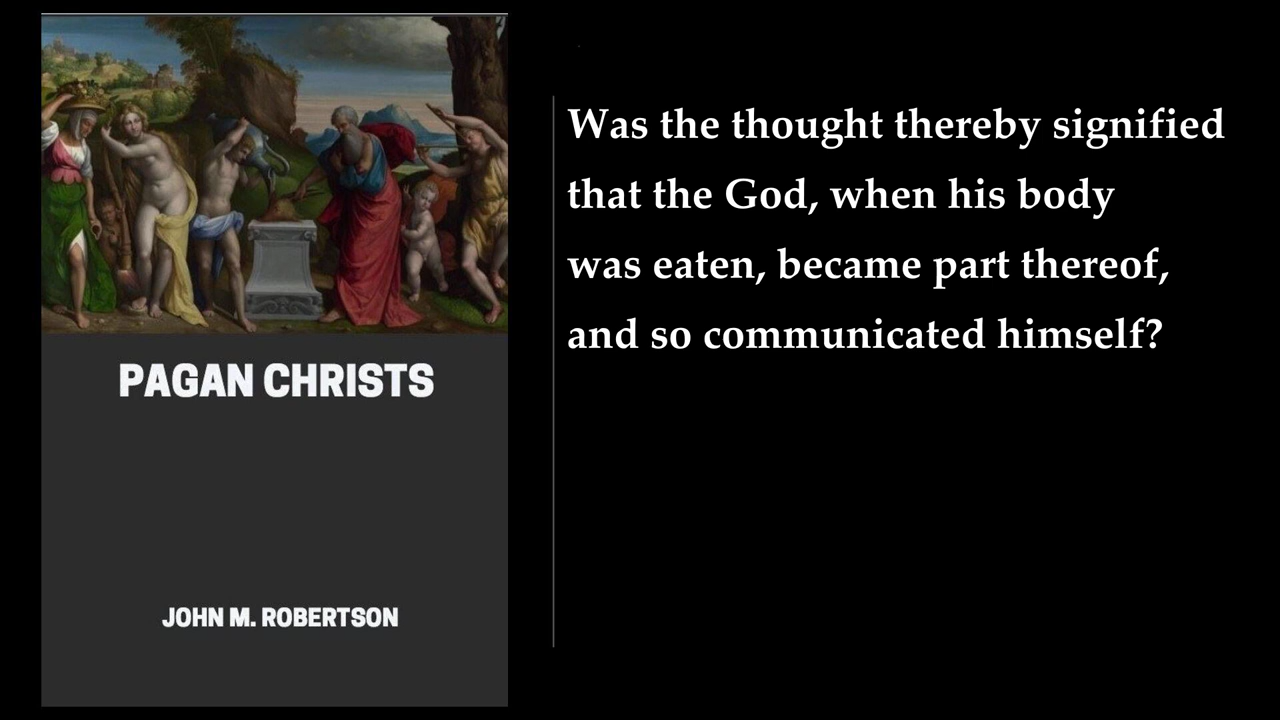 PAGAN CHRISTS
JOHN M. ROBERTSON
Was the thought thereby signified
that the God, when his body
was eaten, became part thereof,
and so communicated himself?